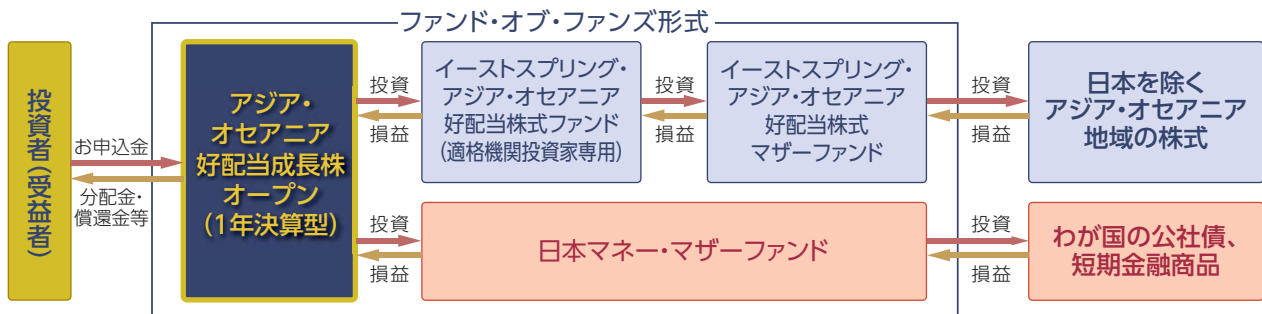 ファンド・オブ・ファンズ形式
投資者(受益者)
お申込金
分配金・
償還金等
アジア・
オセアニア
好配当成長株
オープン
(1年決算型)
投資
損益
イーストスプリング・
アジア・オセアニア
好配当株式ファンド
(適格機関投資家専用)
投資
損益
イーストスプリング・
アジア・オセアニア
好配当株式
マザーファンド
投資
損益
日本を除く
アジア・オセアニア
地域の株式
投資
損益
日本マネー・マザーファンド
投資
損益
わが国の公社債、
短期金融商品